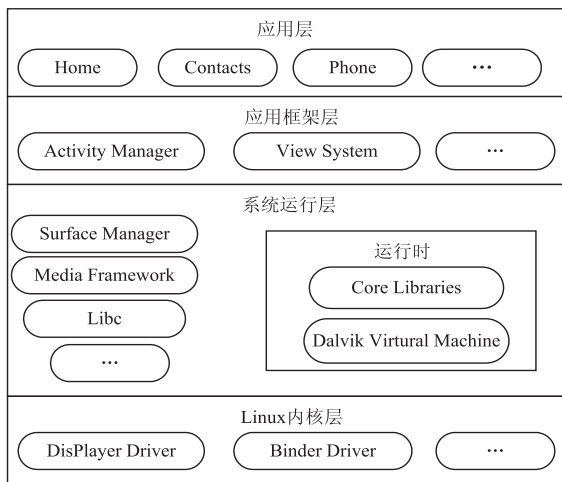 应用层
Home Contacts Phone ···
应用框架层
Activity Manager View System ···
系统运行层
Surface Manager
Media Framework
Libc
···
运行时
Core Libraries
Dalvik Virtural Machine
Linux内核层
DisPlayer Driver Binder Driver ···